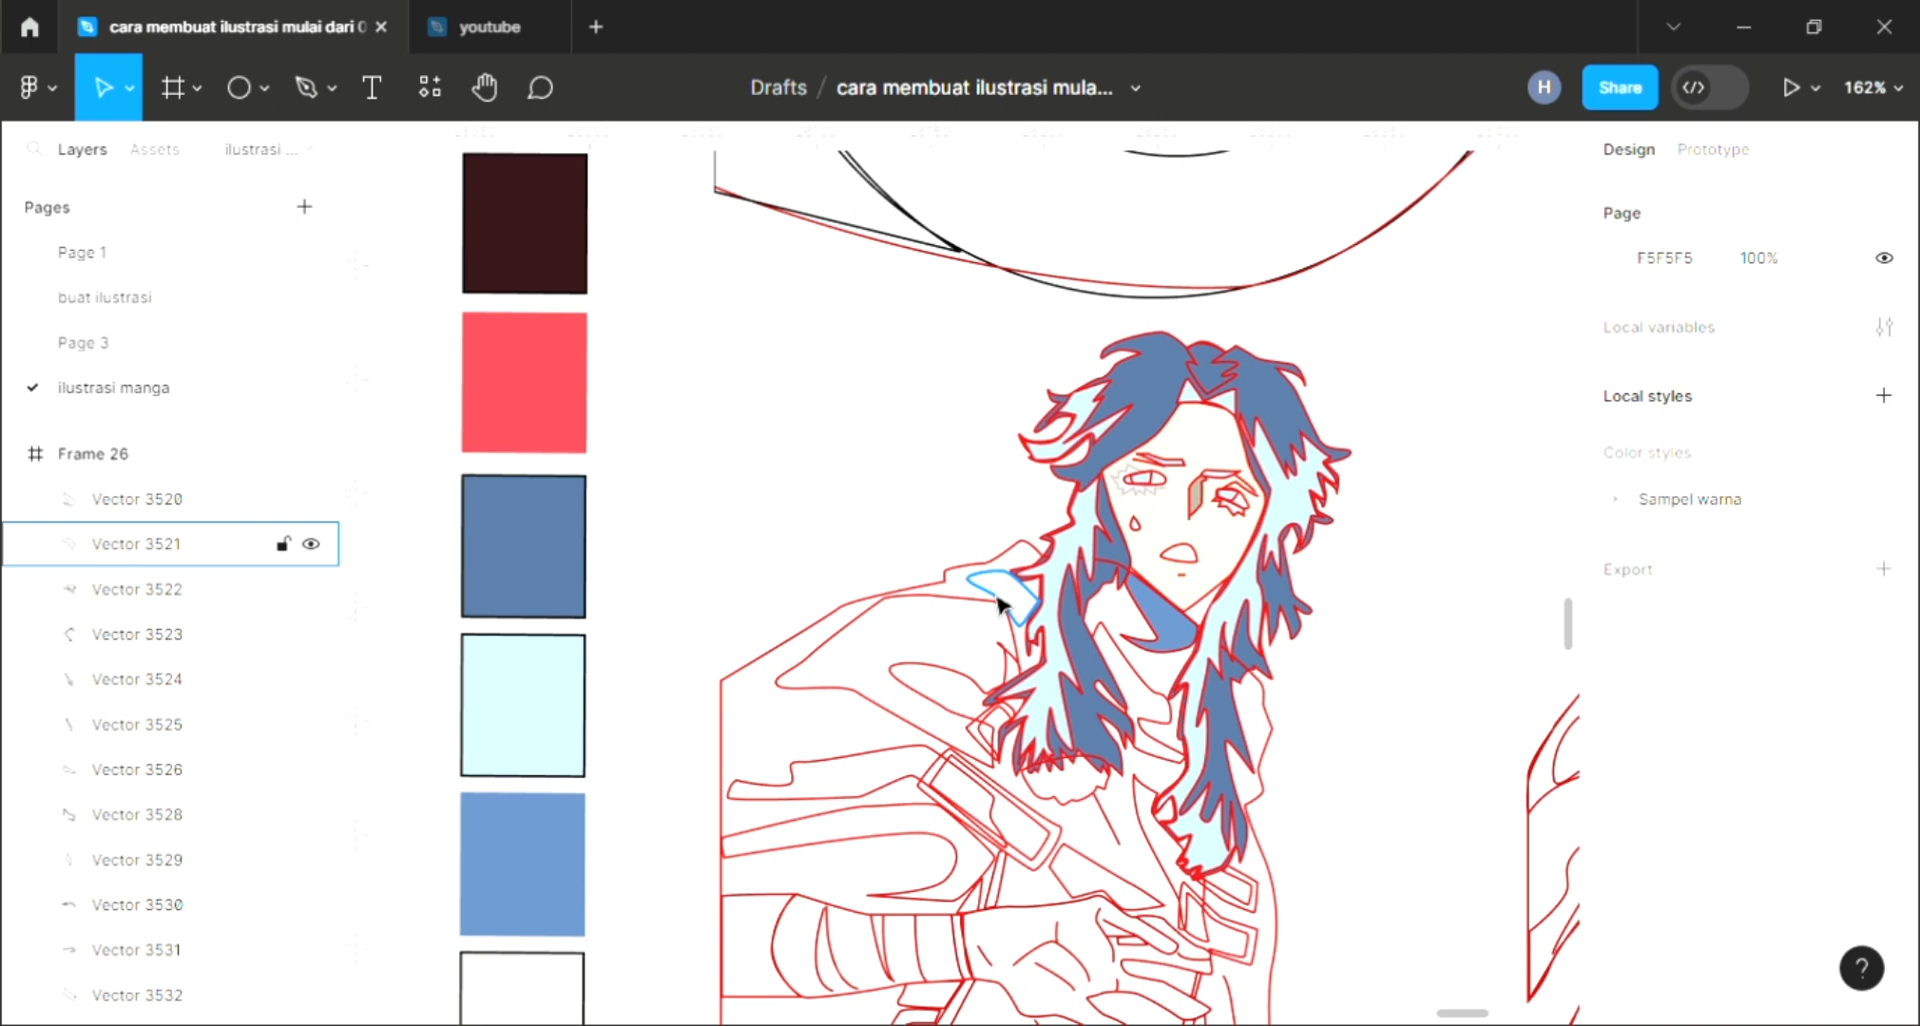 cara membuat ilustrasi mulai dari 0
youtube
Drafts / cara membuat ilustrasi mula...
H
Share
162%
Layers
Assets
ilustrasi ...
Design
Prototype
Pages
Page 1
buat ilustrasi
Page 3
ilustrasi manga
Frame 26
Vector 3520
Vector 3521
Vector 3522
Vector 3523
Vector 3524
Vector 3525
Vector 3526
Vector 3528
Vector 3529
Vector 3530
Vector 3531
Vector 3532
Page
F5F5F5 100%
Local variables
Local styles
Color styles
Sampel warna
Export
?